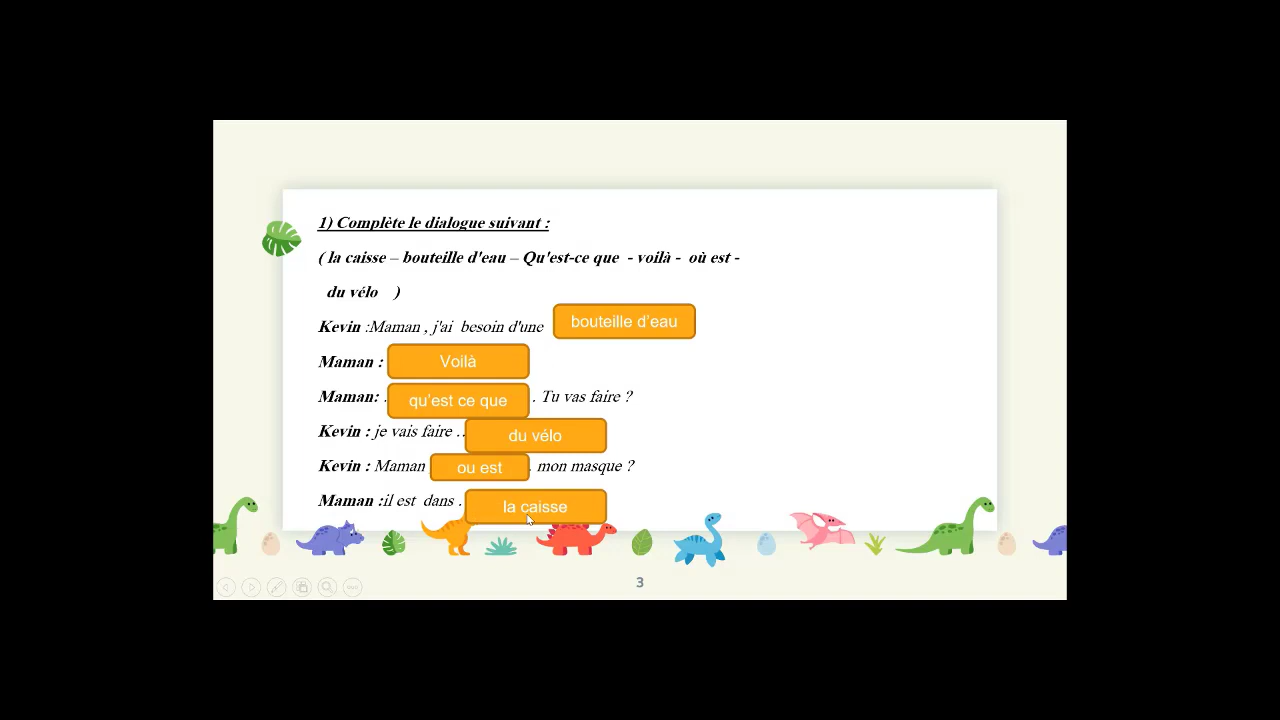 1) Complète le dialogue suivant :
( la caisse – bouteille d'eau – Qu'est-ce que - voilà - où est -
du vélo )
Kevin :Maman , j'ai besoin d'une bouteille d’eau
Maman : Voilà
Maman: . qu’est ce que . Tu vas faire ?
Kevin : je vais faire .. du vélo
Kevin : Maman ou est . mon masque ?
Maman :il est dans . la caisse
3